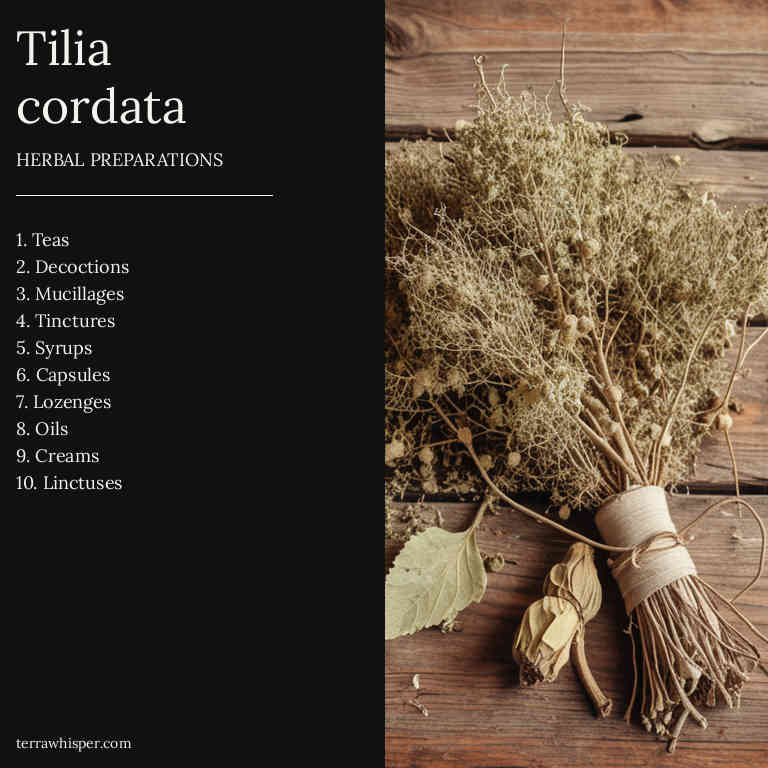 Tilia
cordata
HERBAL PREPARATIONS
1. Teas
2. Decoctions
3. Mucillages
4. Tinctures
5. Syrups
6. Capsules
7. Lozenges
8. Oils
9. Creams
10. Linctuses
terrawhisper.com